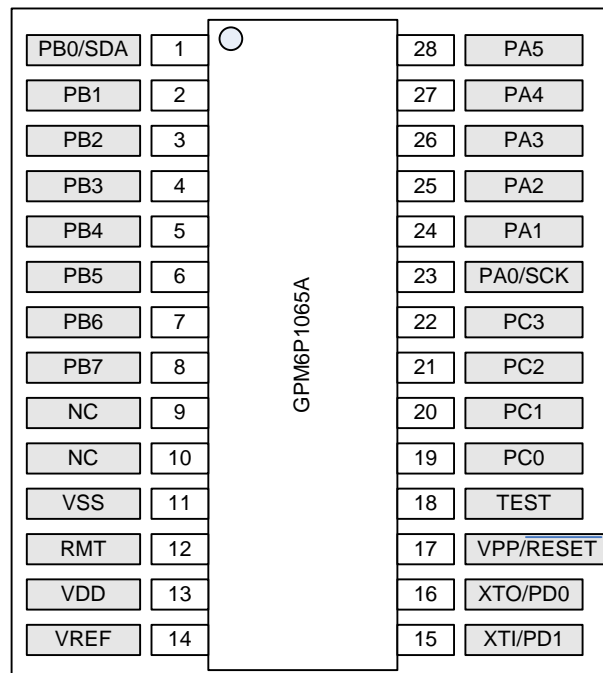 PB0/SDA 1 28 PA5
PB1 2 27 PA4
PB2 3 26 PA3
PB3 4 25 PA2
PB4 5 24 PA1
PB5 6 23 PA0/SCK
PB6 7 22 PC3
PB7 8 21 PC2
NC 9 20 PC1
NC 10 19 PC0
VSS 11 18 TEST
RMT 12 17 VPP/RESET
VDD 13 16 XTO/PD0
VREF 14 15 XTI/PD1
GPM6P1065A